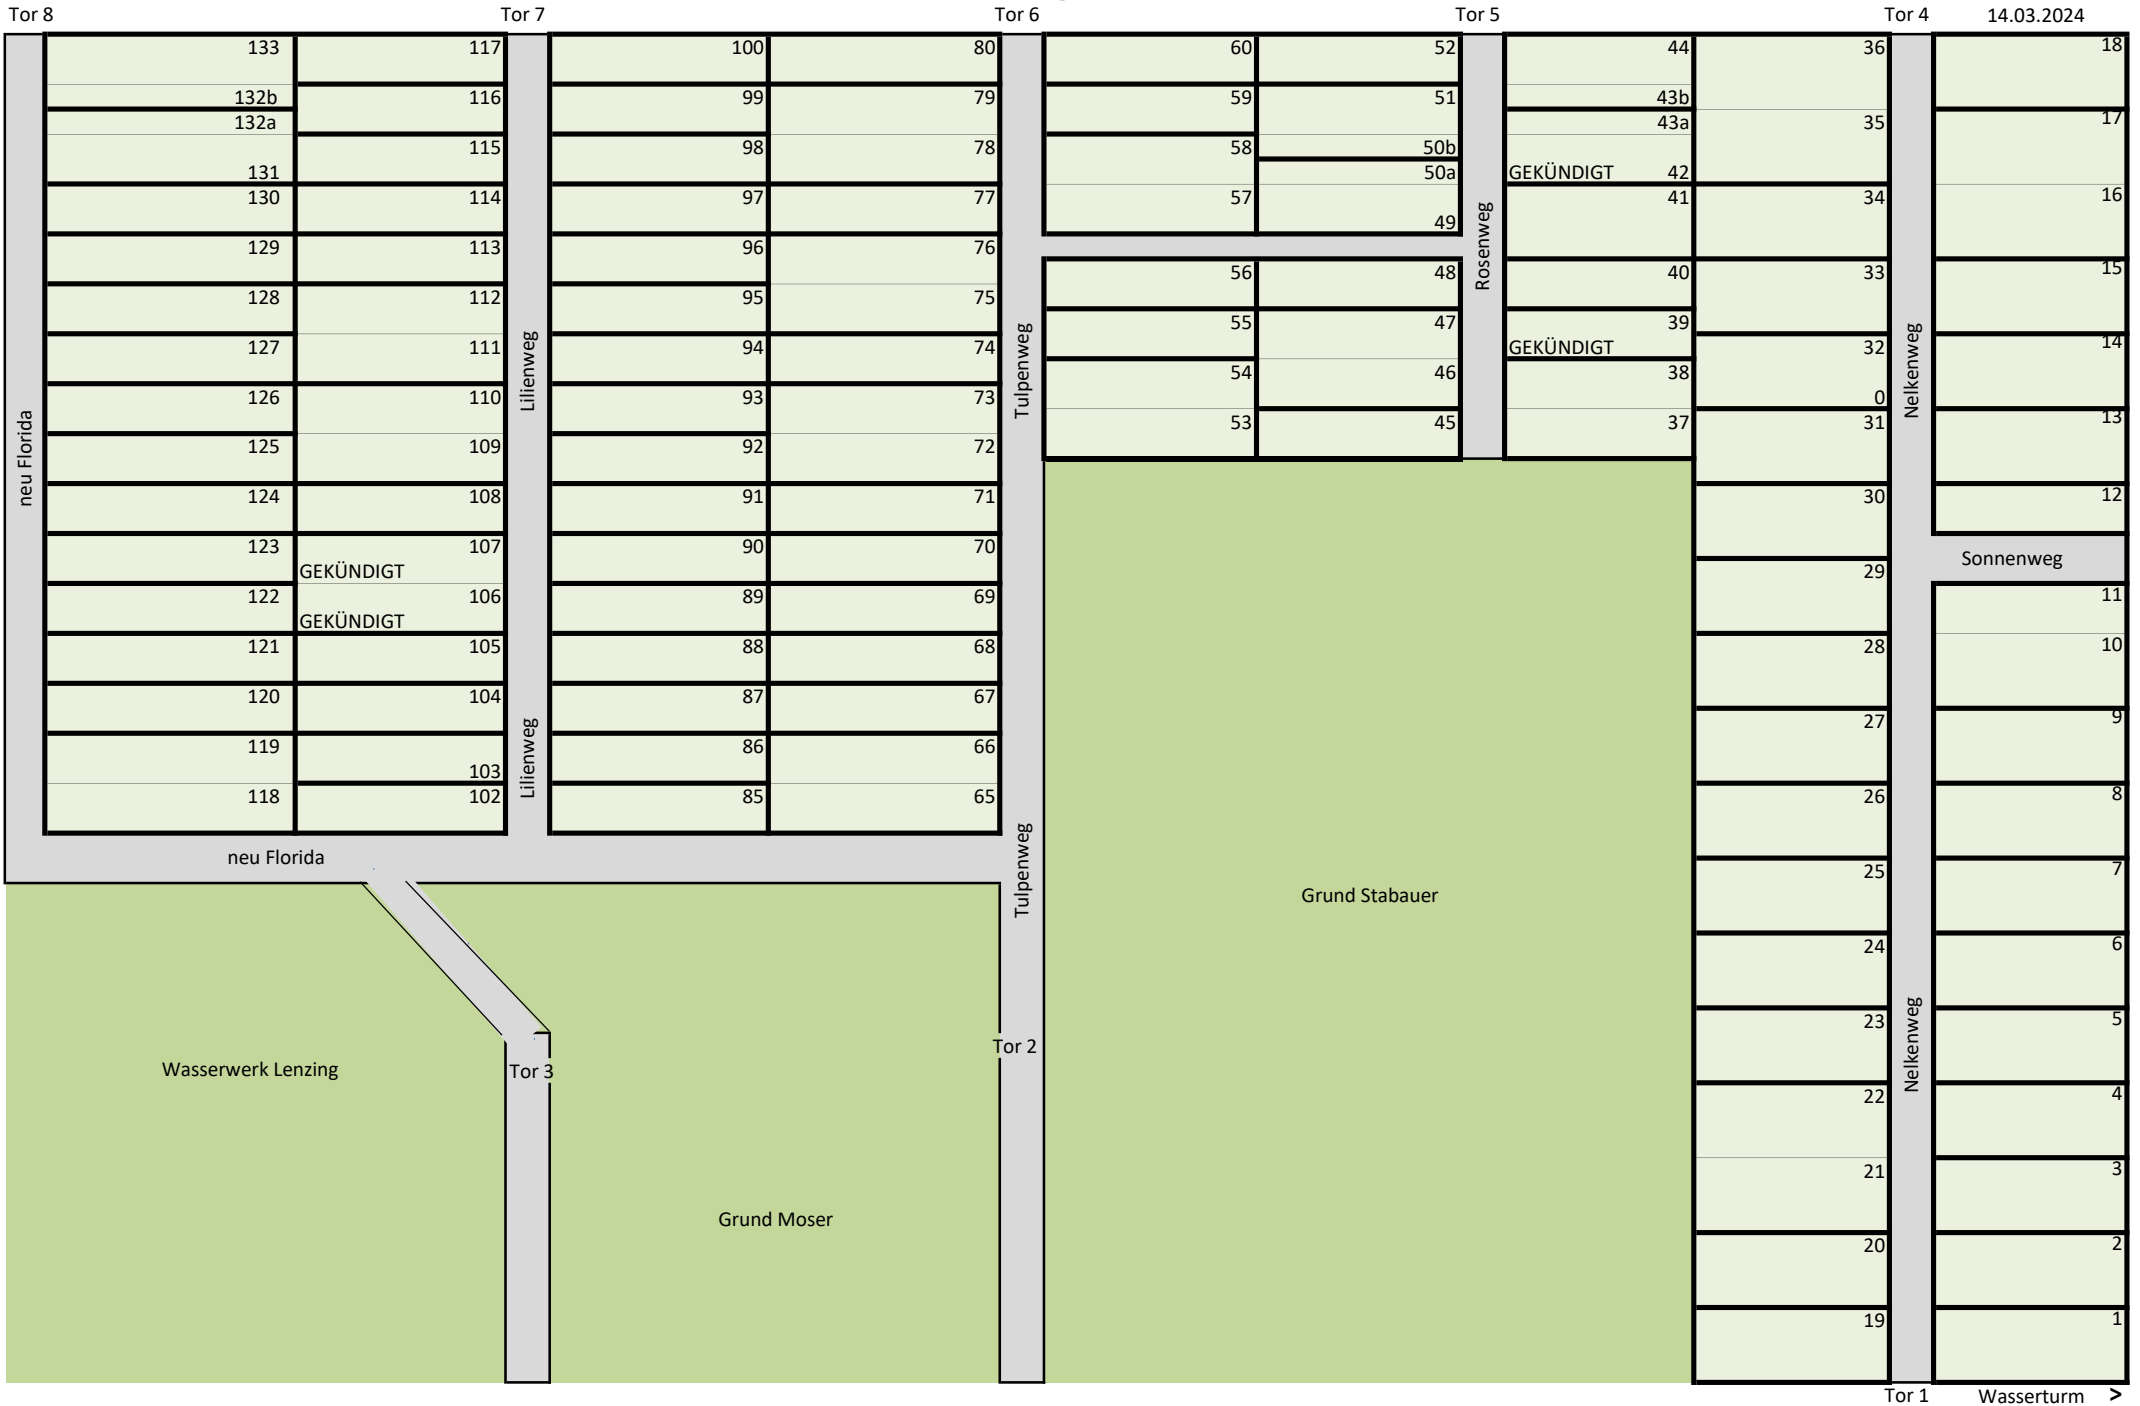 Tor 8 Tor 7 Tor 6 Tor 5 Tor 4 14.03.2024
133 117 100 80 60 52 44 36 18
132b 116 99 79 59 51 43b
132a 43a 35 17
115 98 78 58 50b
131 50a GEKÜNDIGT 42
130 114 97 77 57 41 34 16
49
129 113 96 76
56 48 40 33 15
128 112 95 75
55 47 39
127 111 94 74 GEKÜNDIGT 32 14
54 46 38
126 110 93 73 0
53 45 37 31 13
125 109 92 72
124 108 91 71 30 12
123 107 90 70
Sonnenweg
GEKÜNDIGT 29
122 106 89 69 11
GEKÜNDIGT
121 105 88 68 28 10
120 104 87 67
27 9
119 86 66
103
118 102 85 65 26 8
neu Florida
25 7
Grund Stabauer
24 6
23 5
Tor 2
Wasserwerk Lenzing Tor 3
22 4
21 3
Grund Moser
20 2
19 1
Tor 1 Wasserturm >
neu Florida
Lilienweg
Lilienweg
Tulpenweg
Tulpenweg
Rosenweg
Nelkenweg
Nelkenweg